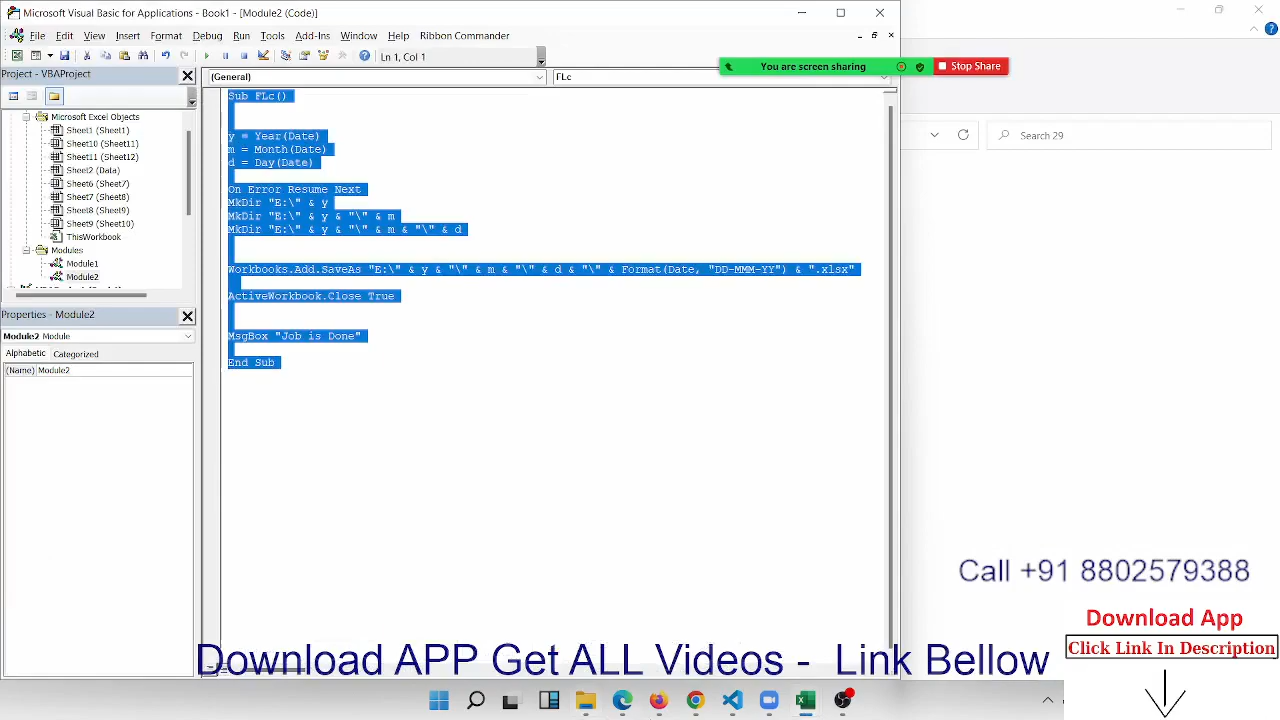 Microsoft Visual Basic for Applications - Book1 - [Module2 (Code)]
File Edit View Insert Format Debug Run Tools Add-Ins Window Help Ribbon Commander
Ln 1, Col 1
You are screen sharing
Stop Share
Project - VBAProject
(General)
FLc
Microsoft Excel Objects
Sheet1 (Sheet1)
Sheet10 (Sheet11)
Sheet11 (Sheet12)
Sheet2 (Data)
Sheet6 (Sheet7)
Sheet7 (Sheet8)
Sheet8 (Sheet9)
Sheet9 (Sheet10)
ThisWorkbook
Modules
Module1
Module2
Properties - Module2
Module2 Module
Alphabetic Categorized
(Name) Module2
Sub FLc()
y = Year(Date)
m = Month(Date)
d = Day(Date)
On Error Resume Next
MkDir "E:\" & y
MkDir "E:\" & y & "\" & m
MkDir "E:\" & y & "\" & m & "\" & d
Workbooks.Add.SaveAs "E:\" & y & "\" & m & "\" & d & "\" & Format(Date, "DD-MMM-YY") & ".xlsx"
ActiveWorkbook.Close True
MsgBox "Job is Done"
End Sub
Search 29
Call +91 8802579388
Download App
Click Link In Description
Download APP Get ALL Videos - Link Bellow